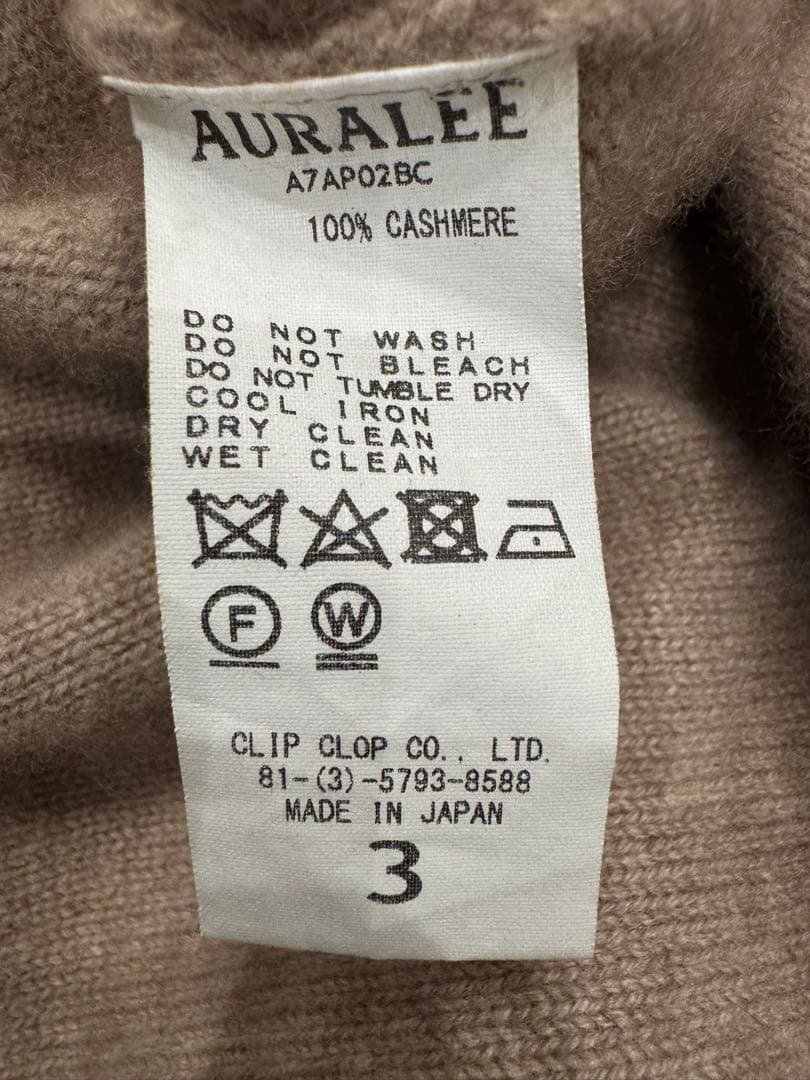 AURALEE
A7AP02BC
100% CASHMERE
DO NOT WASH
DO NOT BLEACH
DO NOT TUMBLE DRY
COOL IRON
DRY CLEAN
WET CLEAN
F W
CLIP CLOP CO., LTD.
81-(3)-5793-8588
MADE IN JAPAN
3